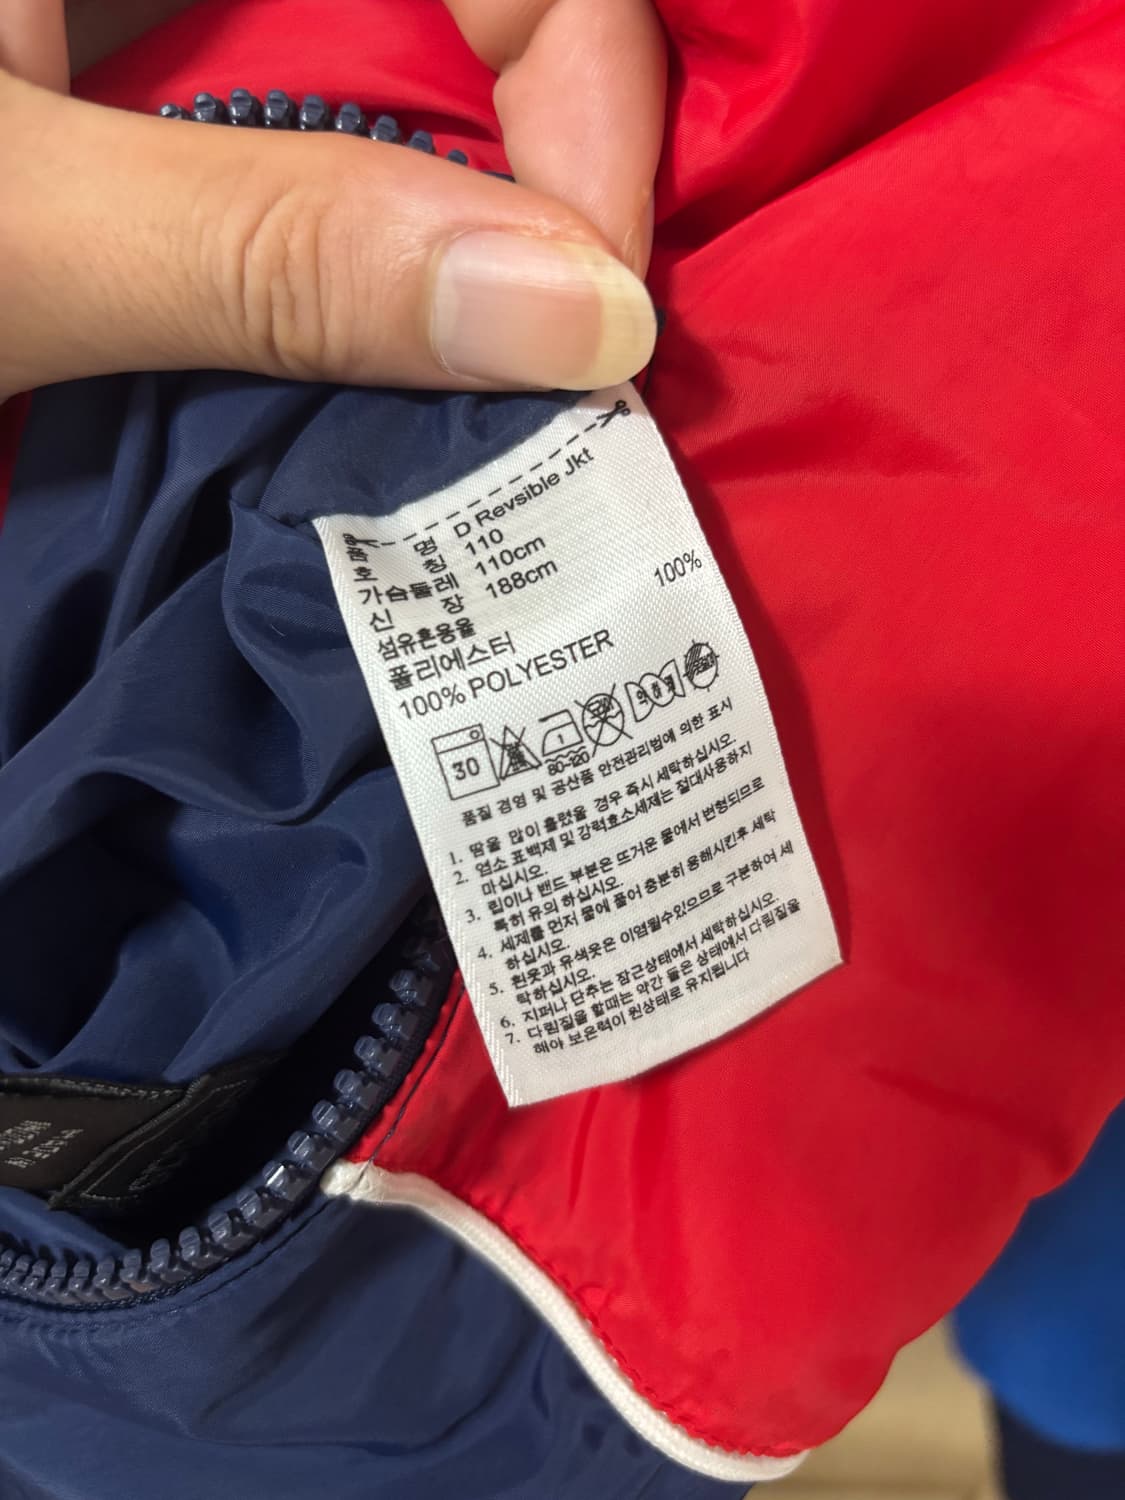 품 명 D Revsible Jkt
호 칭 110
가슴둘레 110cm
신 장 188cm
섬유혼용율
폴리에스터 100%
100% POLYESTER
30 1 80-120 약하게
품질 경영 및 공산품 안전관리법에 의한 표시
1. 땀을 많이 흘렸을 경우 즉시 세탁하십시오.
2. 염소 표백제 및 강력효소세제는 절대사용하지
마십시오.
3. 립이나 밴드 부분은 뜨거운 물에서 변형되므로
특허 유의 하십시오.
4. 세제를 먼저 물에 풀어 충분히 용해시킨후 세탁
하십시오.
5. 흰옷과 유색옷은 이염될수있으므로 구분하여 세
탁하십시오.
6. 지퍼나 단추는 잠근상태에서 세탁하십시오.
7. 다림질을 할때는 약간 들은 상태에서 다림질을
해야 보온력이 원상태로 유지됩니다